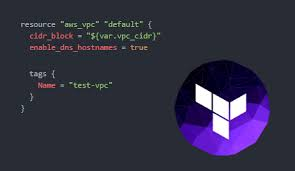 resource "aws_vpc" "default" {
cidr_block = "${var.vpc_cidr}"
enable_dns_hostnames = true
tags {
Name = "test-vpc"
}
}